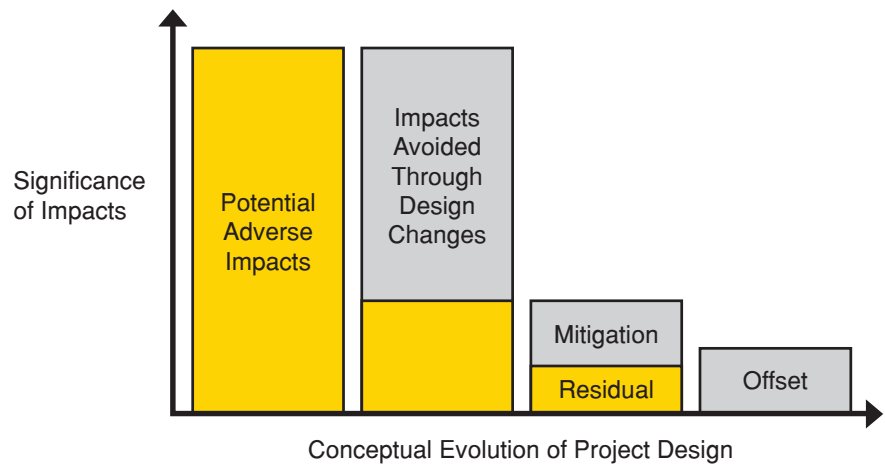 Significance
of Impacts
Potential
Adverse
Impacts
Impacts
Avoided
Through
Design
Changes
Mitigation
Residual
Offset
Conceptual Evolution of Project Design